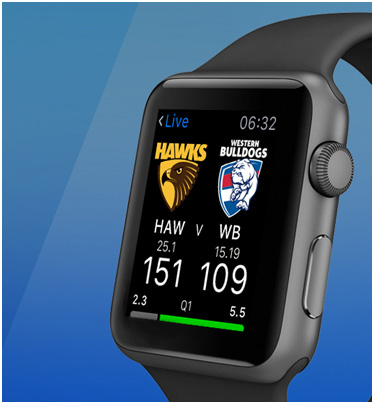 < Live 06:32
HAWKS
WESTERN
BULLDOGS
HAW v WB
25.1 15.19
151 109
2.3 Q1 5.5